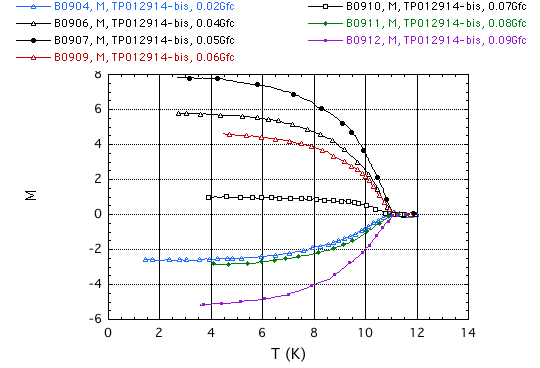 B0904, M, TP012914-bis, 0.02Gfc
B0906, M, TP012914-bis, 0.04Gfc
B0907, M, TP012914-bis, 0.05Gfc
B0909, M, TP012914-bis, 0.06Gfc
B0910, M, TP012914-bis, 0.07Gfc
B0911, M, TP012914-bis, 0.08Gfc
B0912, M, TP012914-bis, 0.09Gfc
8
6
4
2
0
-2
-4
-6
M
0 2 4 6 8 10 12 14
T (K)